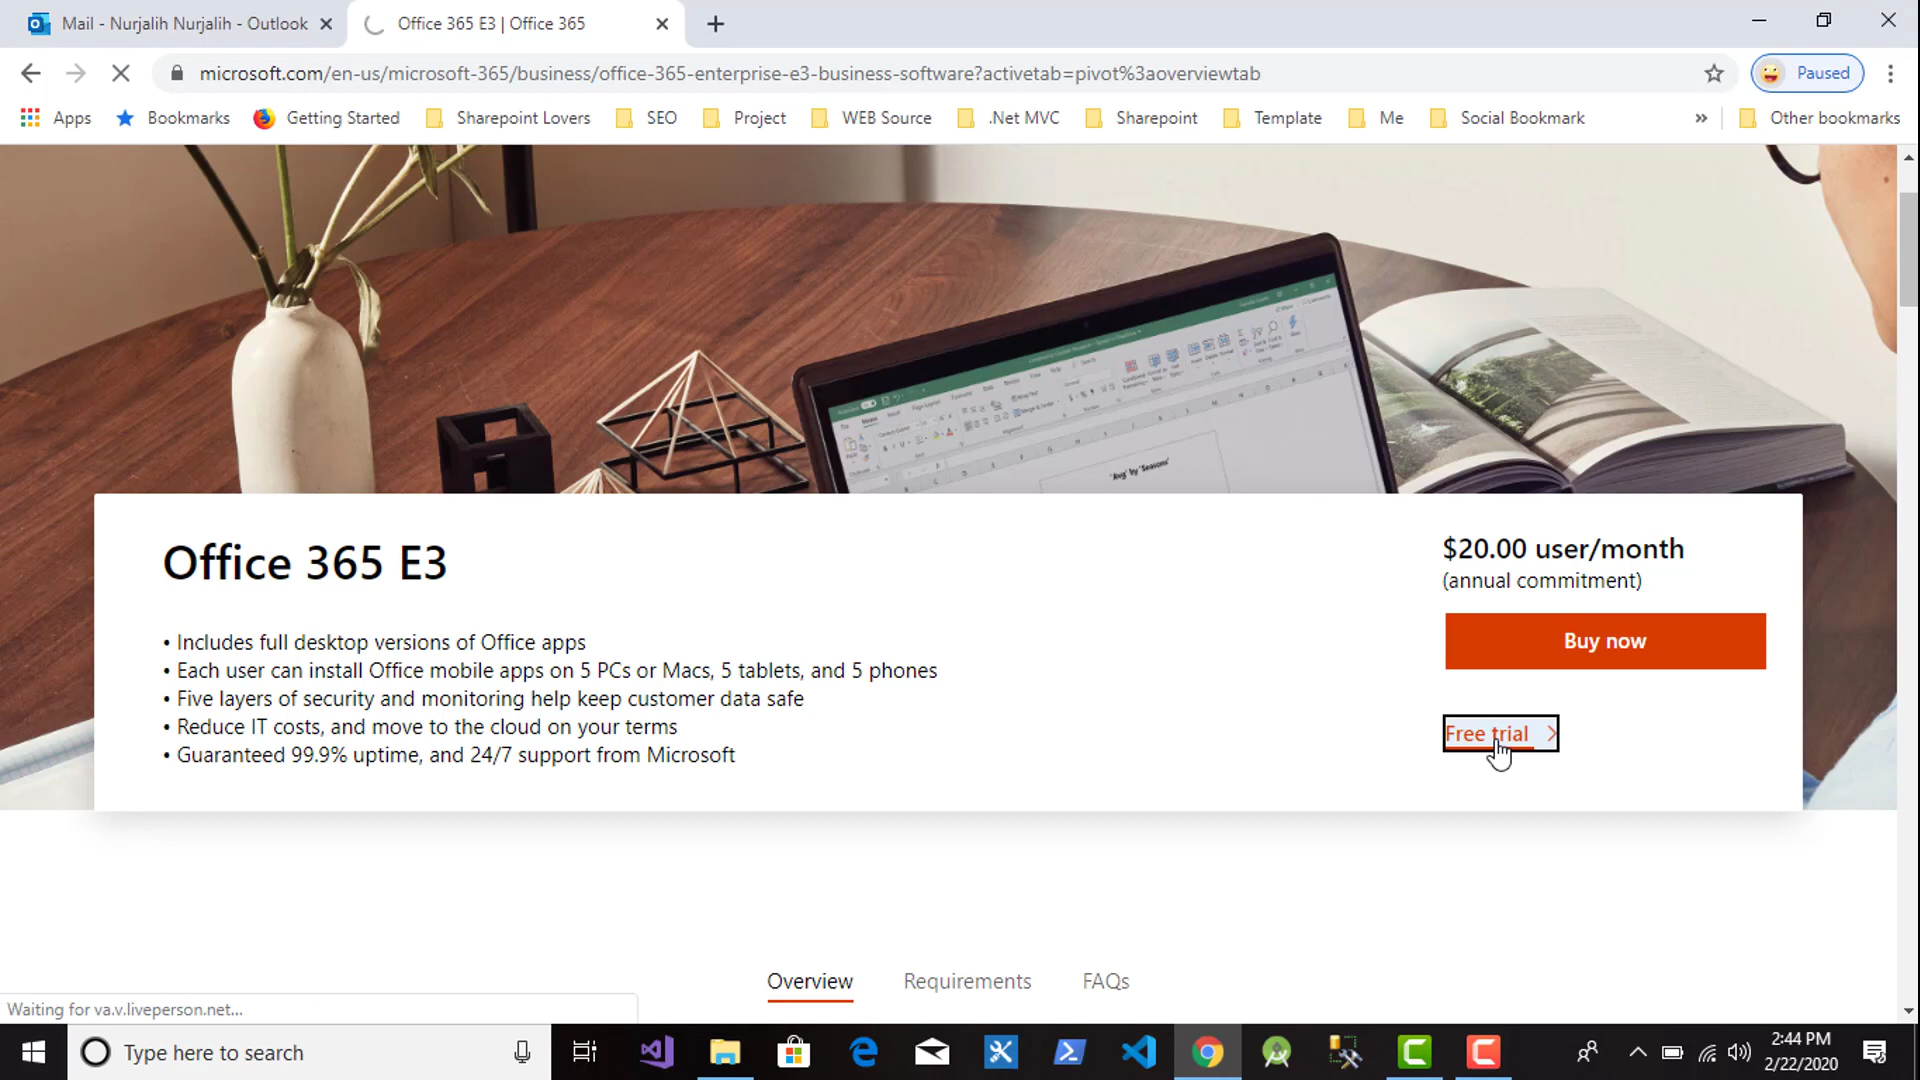 Mail - Nurjalih Nurjalih - Outlook
Office 365 E3 | Office 365
microsoft.com/en-us/microsoft-365/business/office-365-enterprise-e3-business-software?activetab=pivot%3aoverviewtab
Paused
Apps
Bookmarks
Getting Started
Sharepoint Lovers
SEO
Project
WEB Source
.Net MVC
Sharepoint
Template
Me
Social Bookmark
»
Other bookmarks
'Avg' by 'Seasons'
Office 365 E3
• Includes full desktop versions of Office apps
• Each user can install Office mobile apps on 5 PCs or Macs, 5 tablets, and 5 phones
• Five layers of security and monitoring help keep customer data safe
• Reduce IT costs, and move to the cloud on your terms
• Guaranteed 99.9% uptime, and 24/7 support from Microsoft
$20.00 user/month
(annual commitment)
Buy now
Free trial
Overview
Requirements
FAQs
Waiting for va.v.liveperson.net...
Type here to search
2:44 PM
2/22/2020